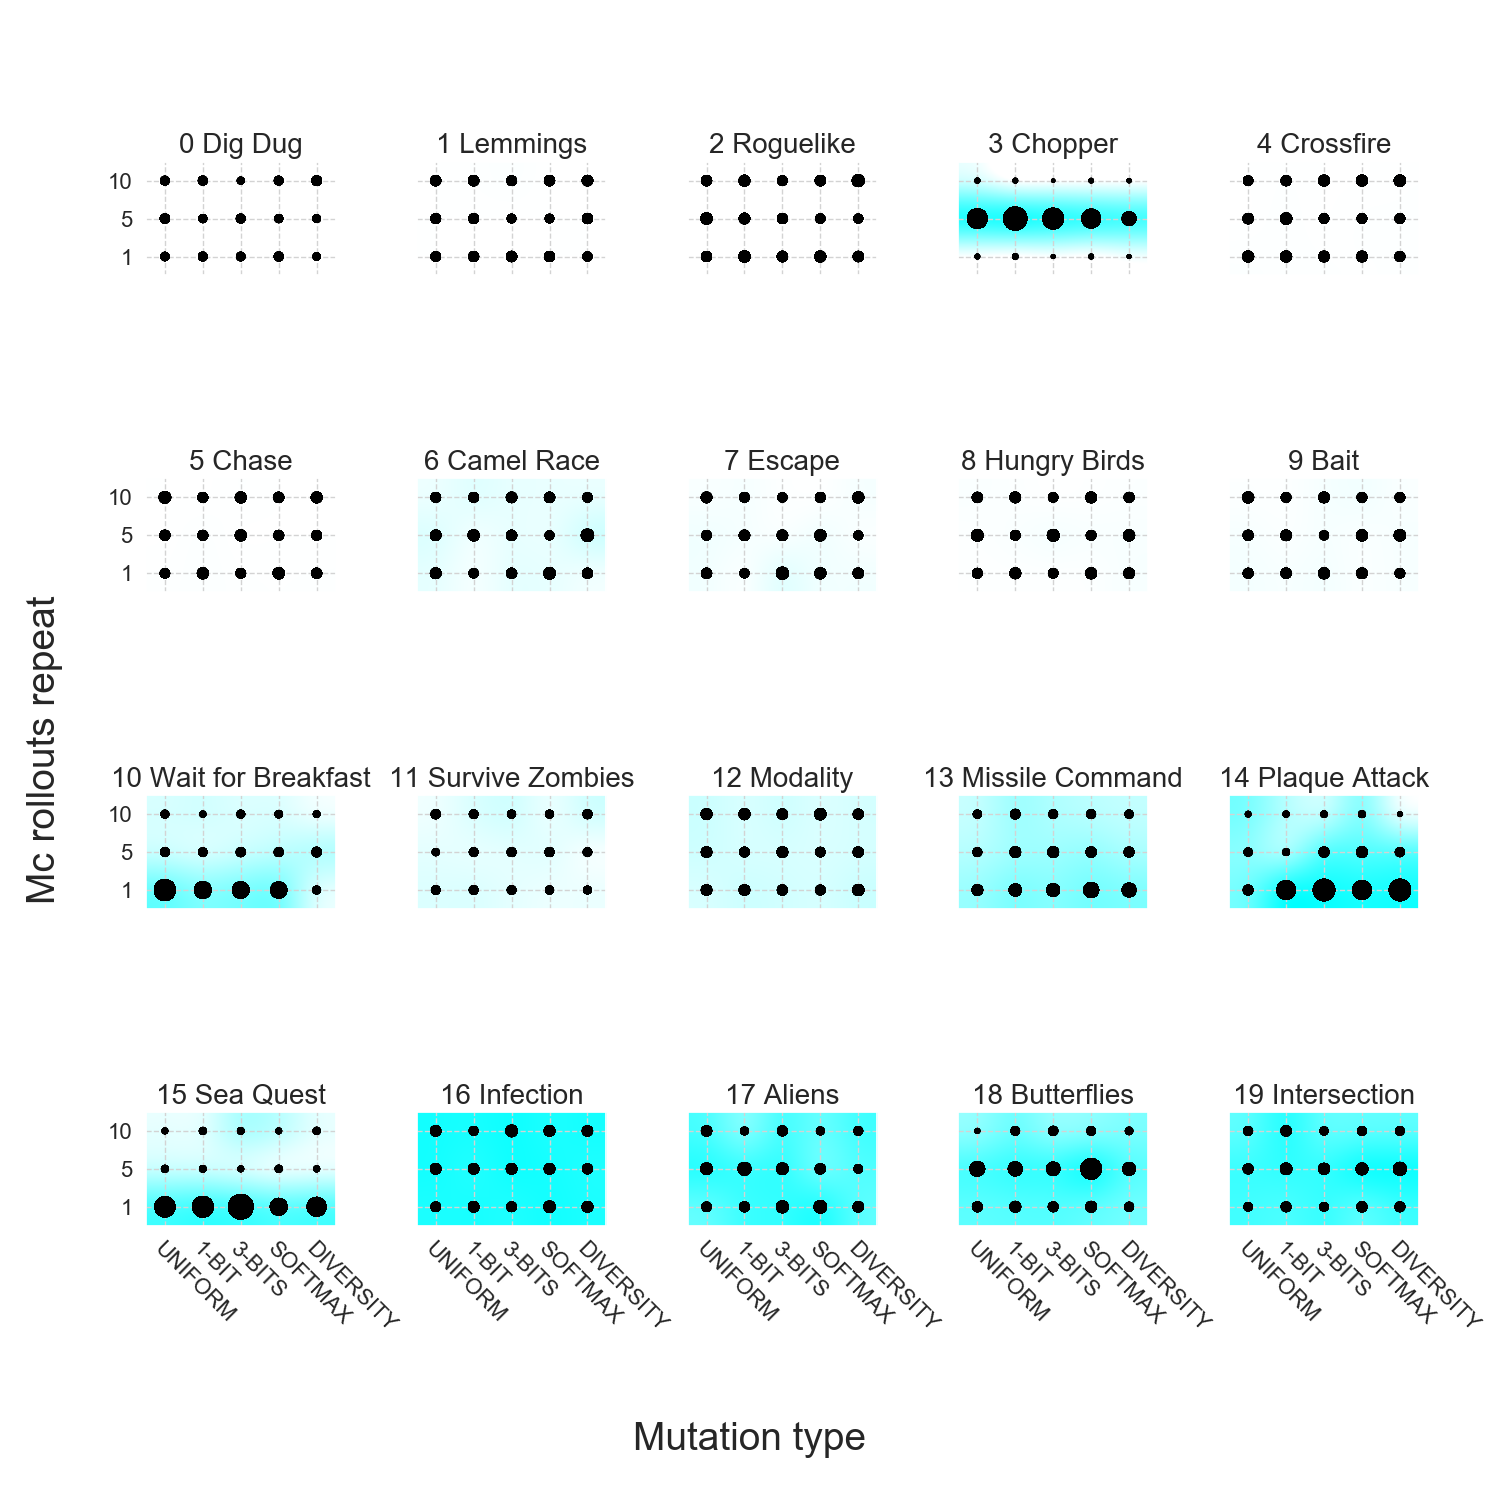 0 Dig Dug
1 Lemmings
2 Roguelike
3 Chopper
4 Crossfire
10
5
1
5 Chase
6 Camel Race
7 Escape
8 Hungry Birds
9 Bait
10
5
1
Mc rollouts repeat
10 Wait for Breakfast
11 Survive Zombies
12 Modality
13 Missile Command
14 Plaque Attack
10
5
1
15 Sea Quest
16 Infection
17 Aliens
18 Butterflies
19 Intersection
10
5
1
UNIFORM
1-BIT
3-BITS
SOFTMAX
DIVERSITY
UNIFORM
1-BIT
3-BITS
SOFTMAX
DIVERSITY
UNIFORM
1-BIT
3-BITS
SOFTMAX
DIVERSITY
UNIFORM
1-BIT
3-BITS
SOFTMAX
DIVERSITY
UNIFORM
1-BIT
3-BITS
SOFTMAX
DIVERSITY
Mutation type